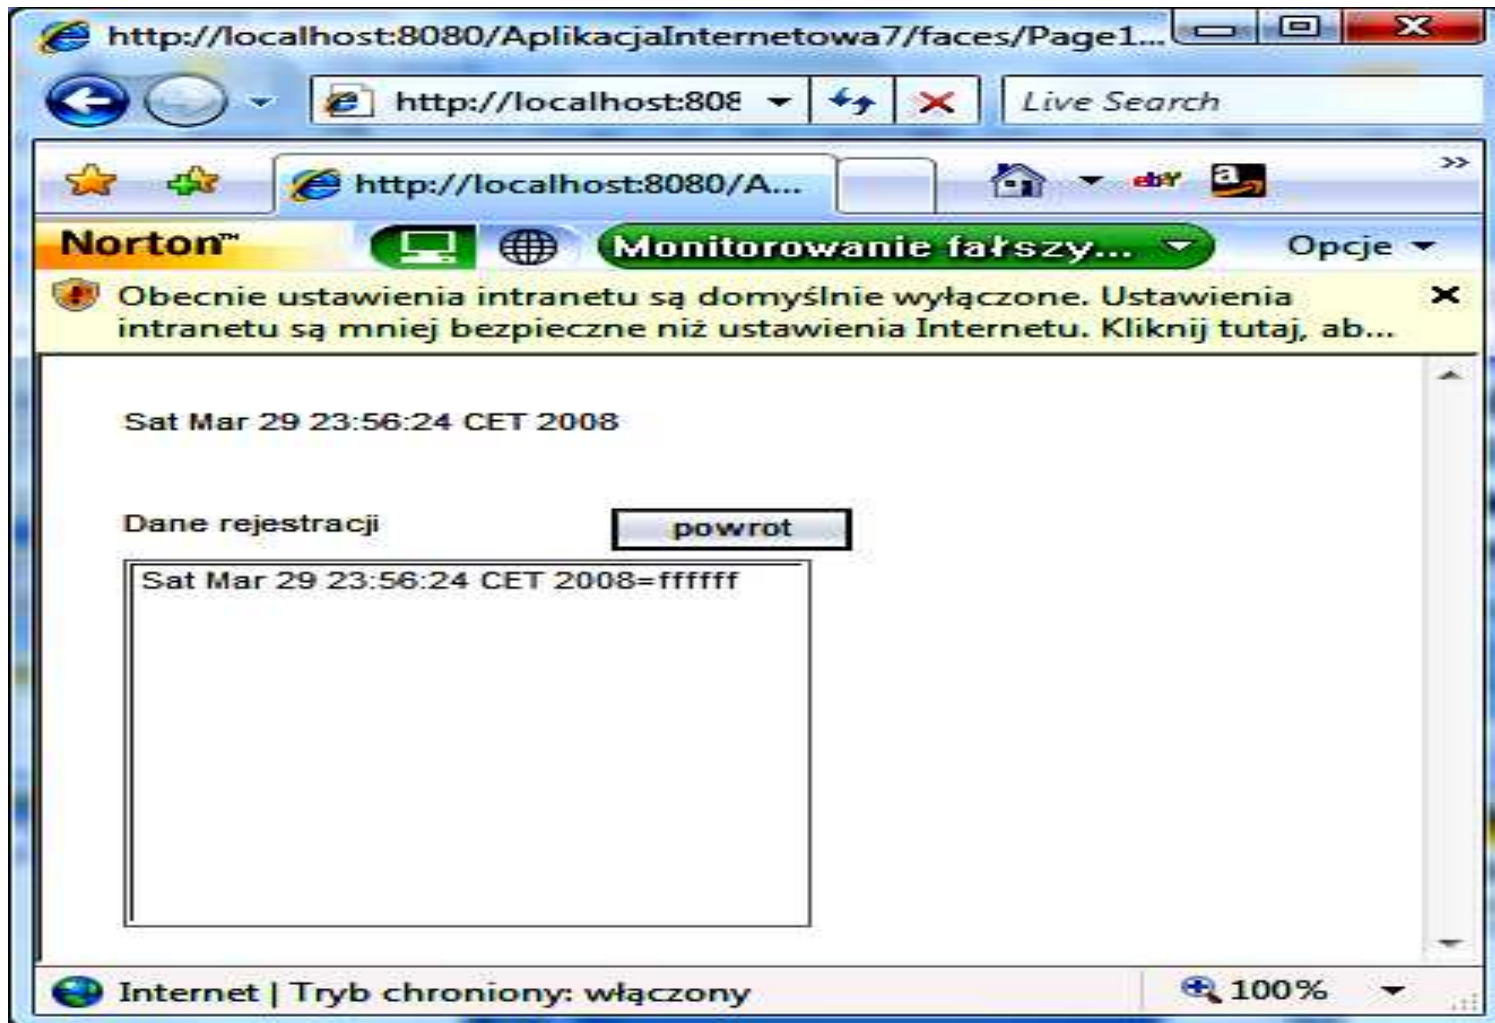 http://localhost:8080/AplikacjaInternetowa7/faces/Page1...
http://localhost:808
Live Search
http://localhost:8080/A...
ebY
a
»
Norton™
Monitorowanie fałszy...
Opcje
Obecnie ustawienia intranetu są domyślnie wyłączone. Ustawienia
intranetu są mniej bezpieczne niż ustawienia Internetu. Kliknij tutaj, ab...
Sat Mar 29 23:56:24 CET 2008
Dane rejestracji
powrot
Sat Mar 29 23:56:24 CET 2008=ffffff
Internet | Tryb chroniony: włączony
100%